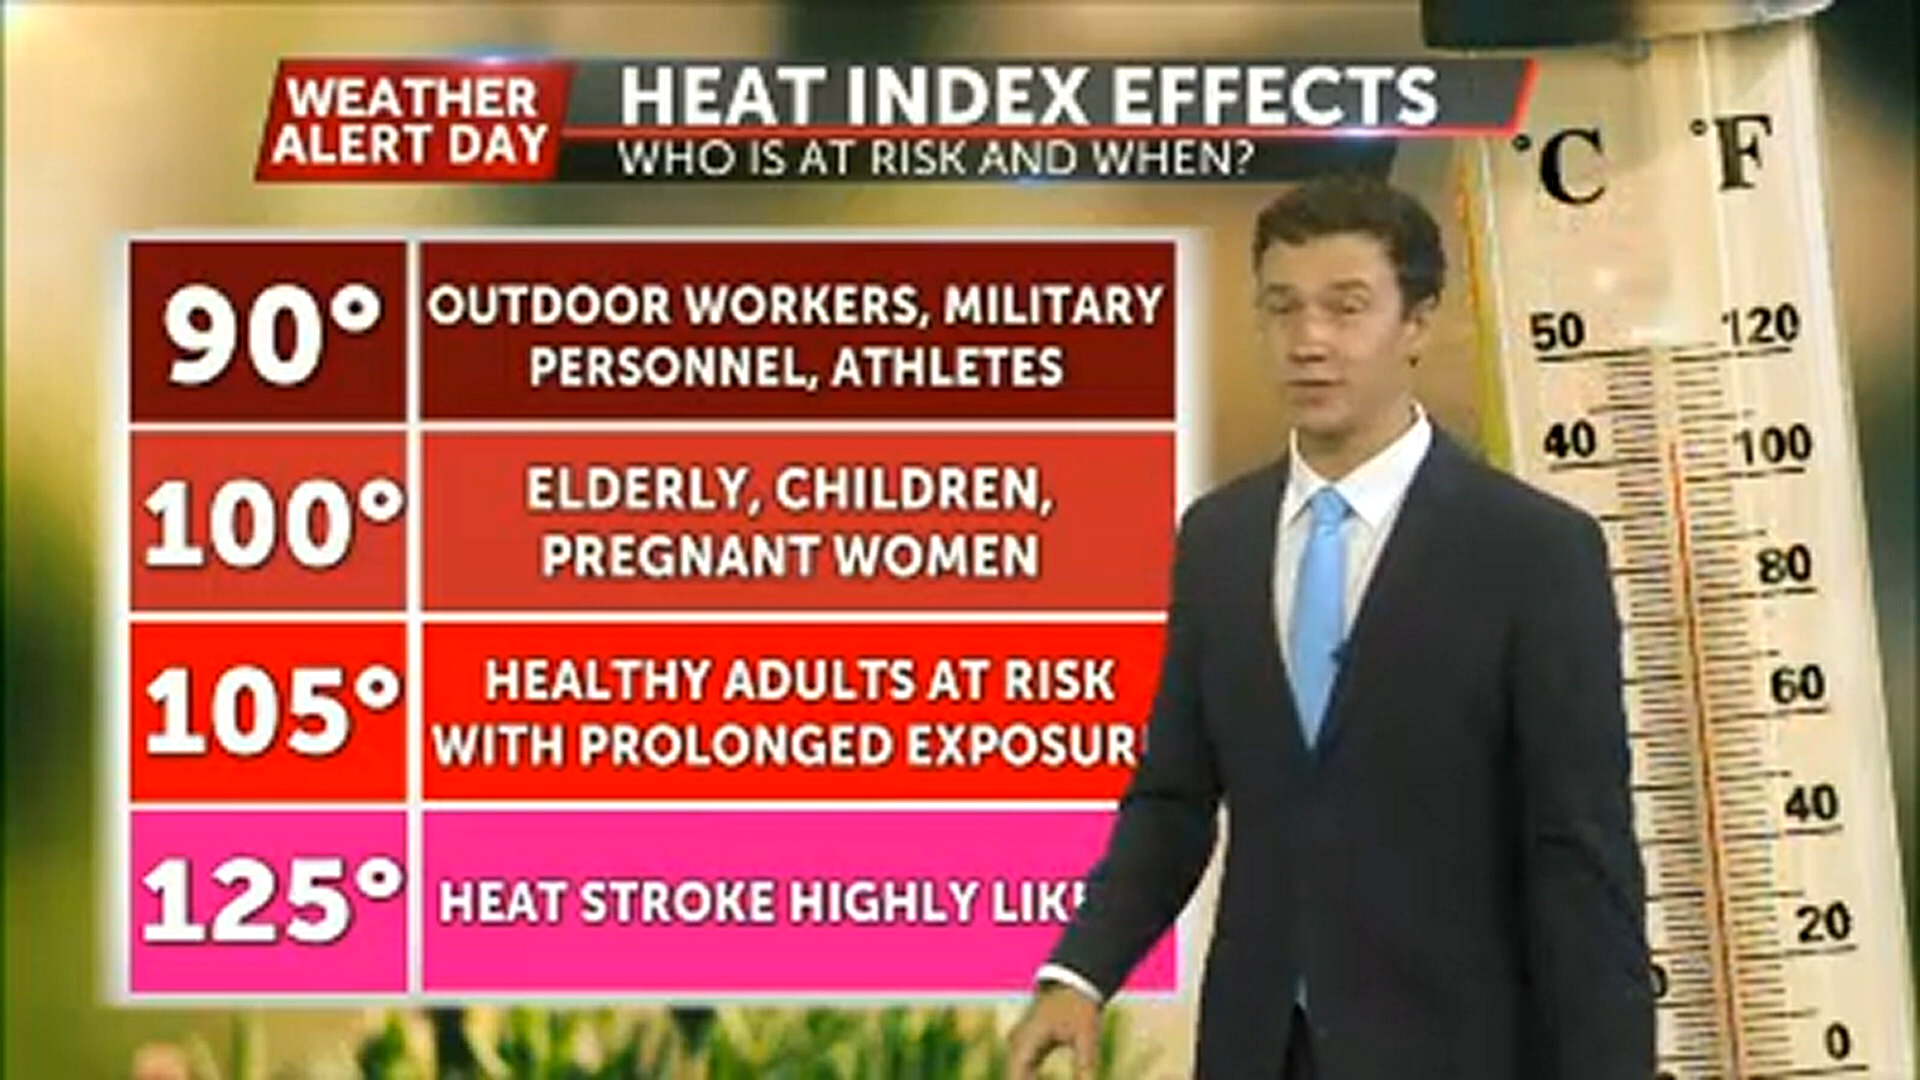 WEATHER
ALERT DAY
HEAT INDEX EFFECTS
WHO IS AT RISK AND WHEN?
90°
OUTDOOR WORKERS, MILITARY
PERSONNEL, ATHLETES
100°
ELDERLY, CHILDREN,
PREGNANT WOMEN
105°
HEALTHY ADULTS AT RISK
WITH PROLONGED
125°
HEAT STROKE HIGHLY
°C °F
50 120
40 100
80
60
40
20
0